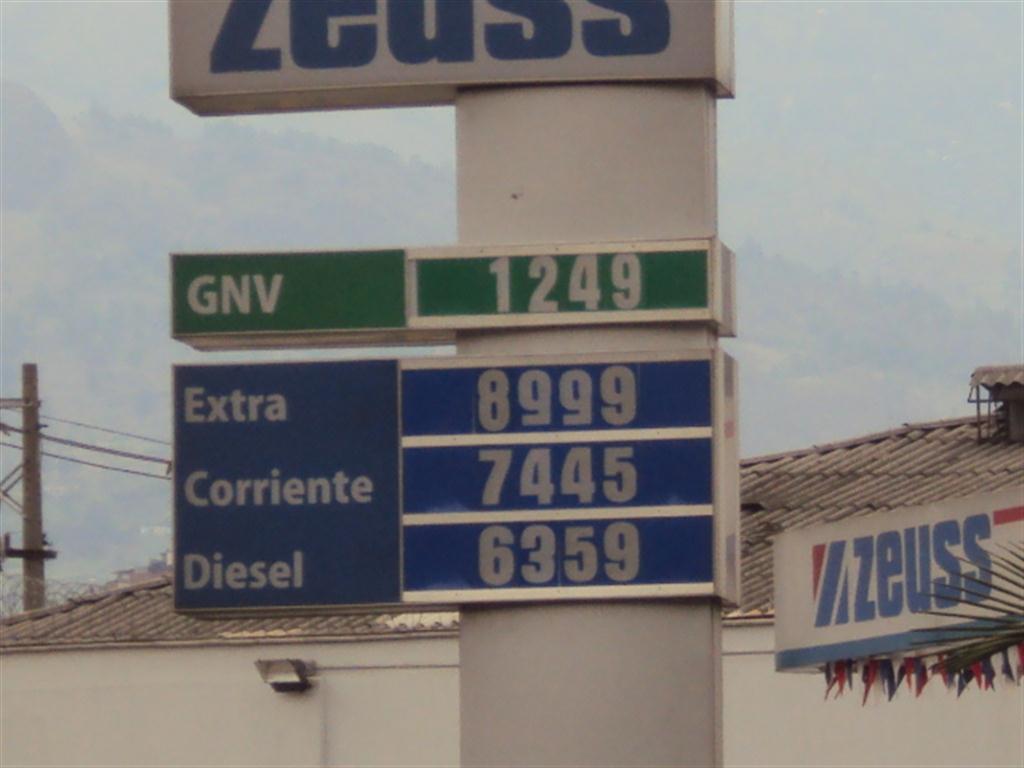 zeuss
GNV 1249
Extra 8999
Corriente 7445
Diesel 6359
zeuss